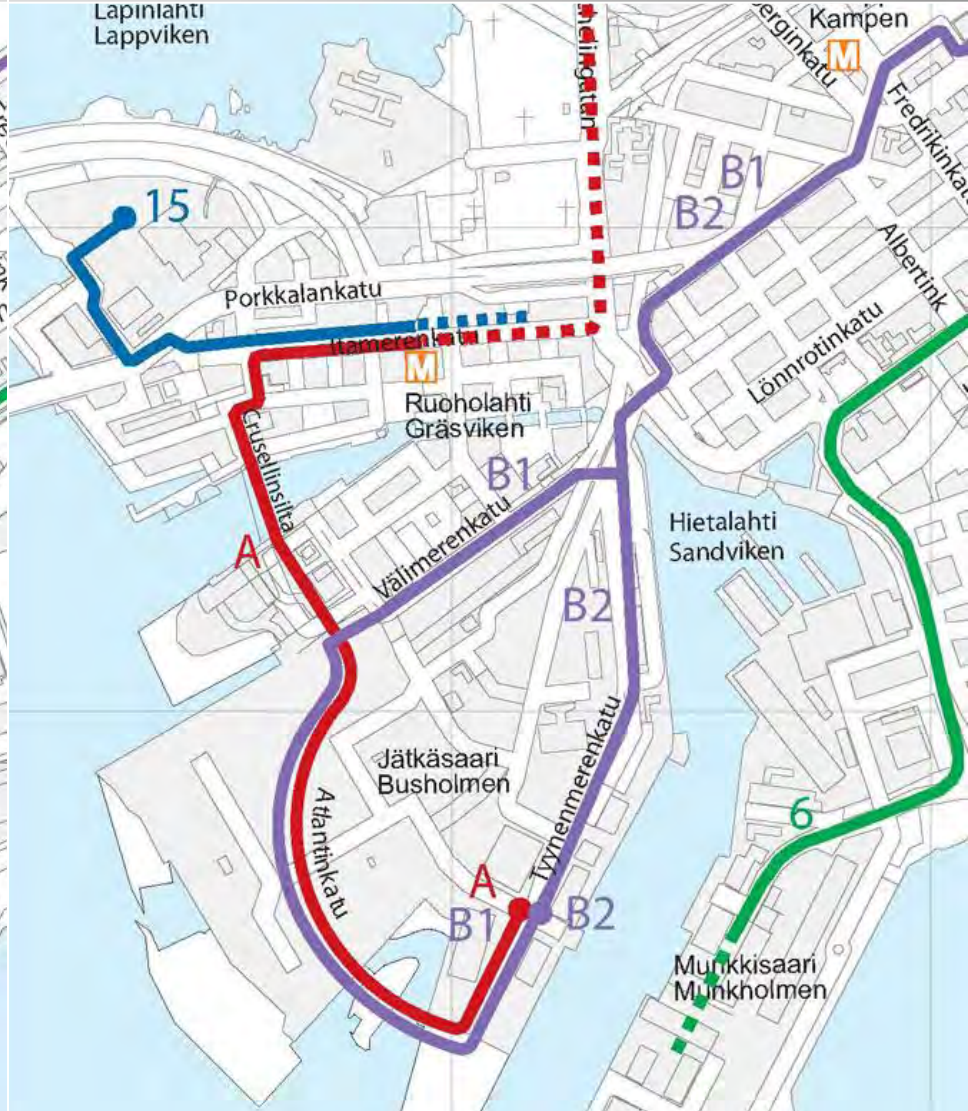 Lapinlahti
Lappviken
Kampen
M
Fredrikinkatu
B1
B2
15
Albertink
Porkkalankatu
Itämerenkatu
M
Lönnrotinkatu
Ruoholahti
Gräsviken
Crusellinsilta
B1
Hietalahti
Sandviken
A
Välimerenkatu
B2
Jätkäsaari
Busholmen
Tyynenmerenkatu
Atlantinkatu
6
A
B1
B2
Munkkisaari
Munkholmen